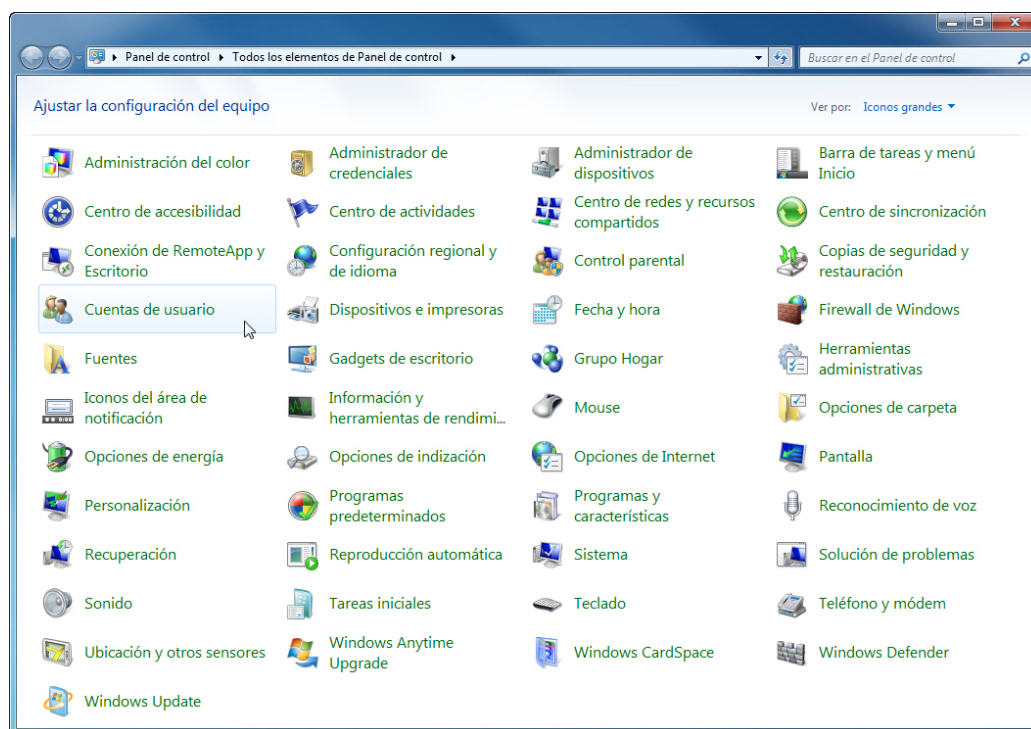 Panel de control Todos los elementos de Panel de control
Buscar en el Panel de control
Ajustar la configuración del equipo
Ver por: Iconos grandes
Administración del color
Administrador de
credenciales
Administrador de
dispositivos
Barra de tareas y menú
Inicio
Centro de accesibilidad
Centro de actividades
Centro de redes y recursos
compartidos
Centro de sincronización
Conexión de RemoteApp y
Escritorio
Configuración regional y
de idioma
Control parental
Copias de seguridad y
restauración
Cuentas de usuario
Dispositivos e impresoras
Fecha y hora
Firewall de Windows
Fuentes
Gadgets de escritorio
Grupo Hogar
Herramientas
administrativas
Iconos del área de
notificación
Información y
herramientas de rendimi...
Mouse
Opciones de carpeta
Opciones de energía
Opciones de indización
Opciones de Internet
Pantalla
Personalización
Programas
predeterminados
Programas y
características
Reconocimiento de voz
Recuperación
Reproducción automática
Sistema
Solución de problemas
Sonido
Tareas iniciales
Teclado
Teléfono y módem
Ubicación y otros sensores
Windows Anytime
Upgrade
Windows CardSpace
Windows Defender
Windows Update